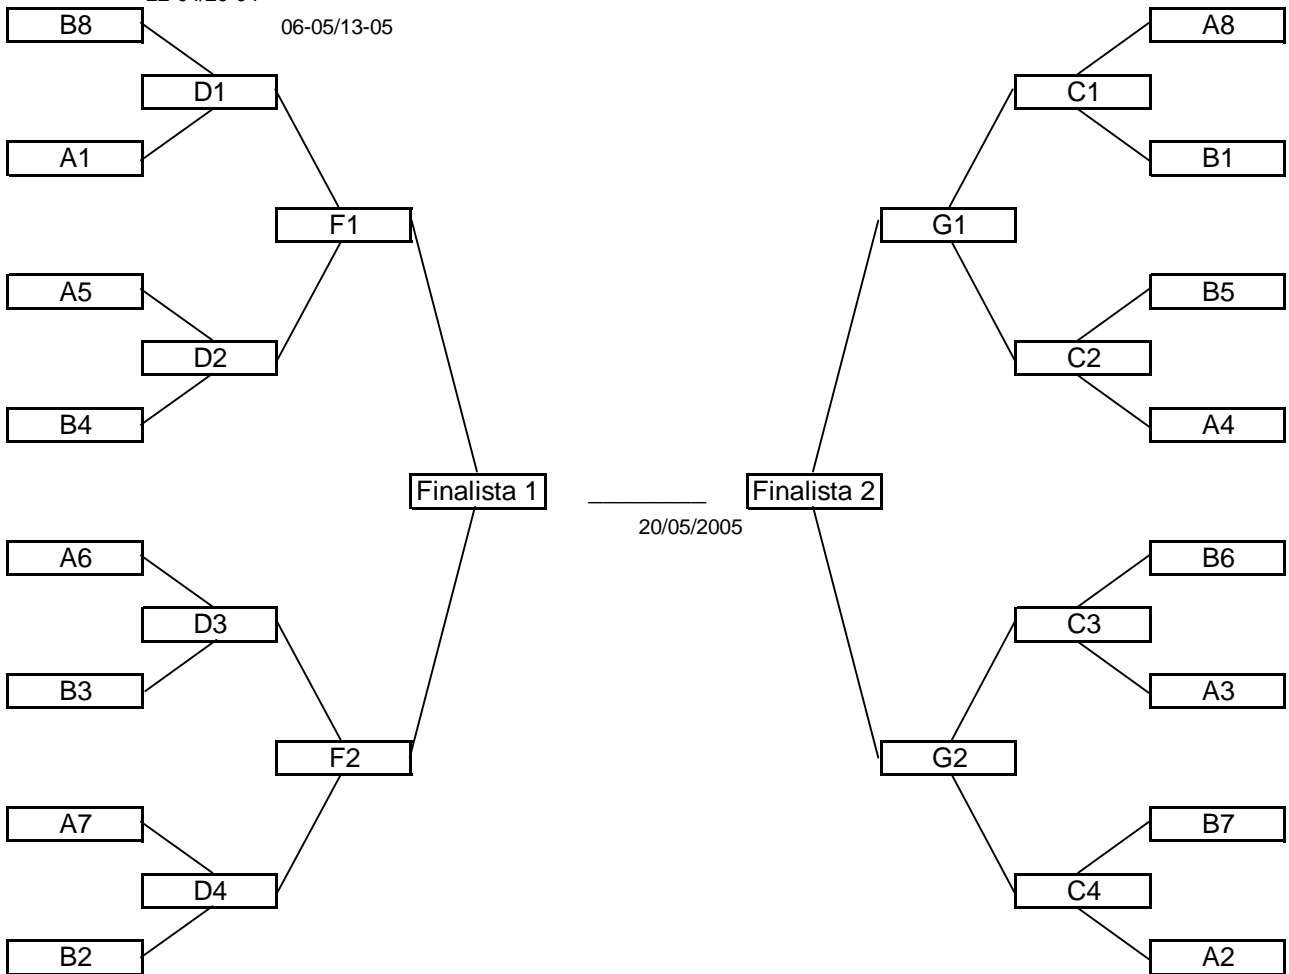 B8 A8
06-05/13-05
D1 C1
A1 B1
F1 G1
A5 B5
D2 C2
B4 A4
Finalista 1 ________ Finalista 2
20/05/2005
A6 B6
D3 C3
B3 A3
F2 G2
A7 B7
D4 C4
B2 A2